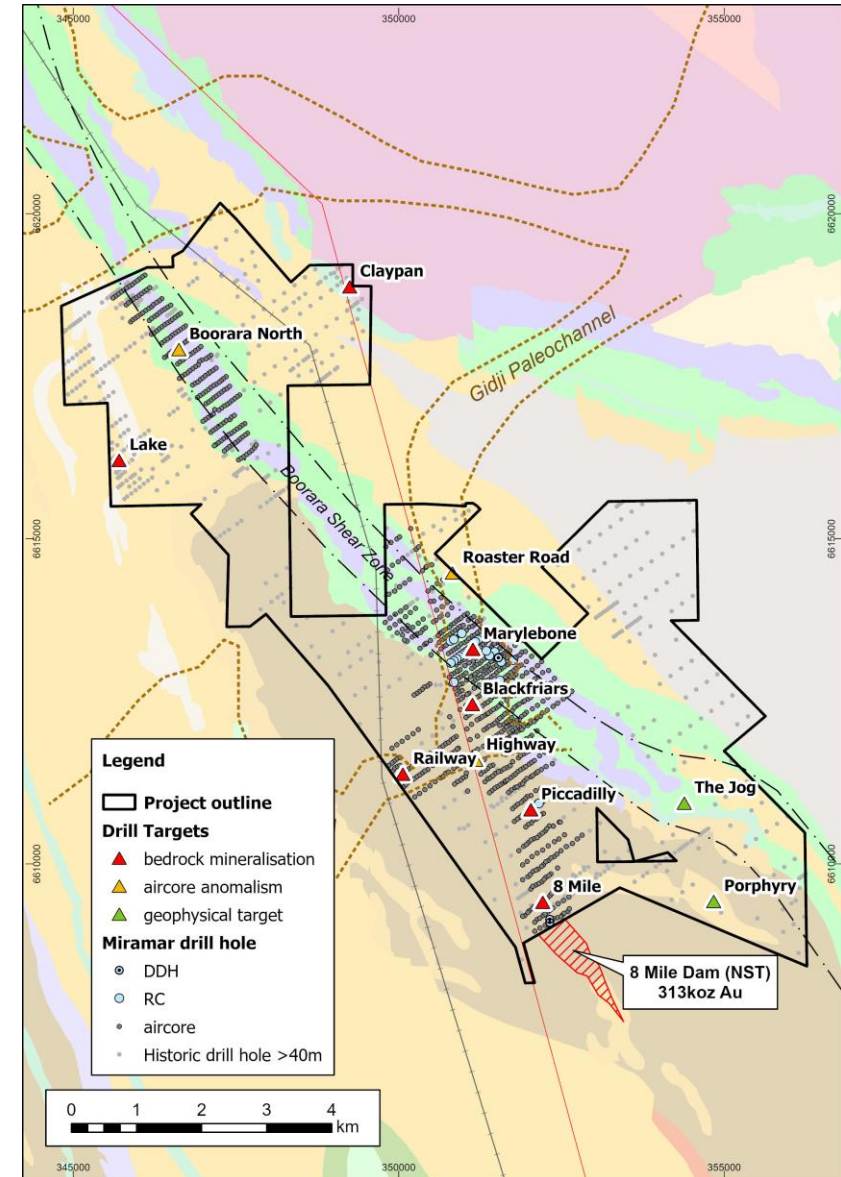 345000
350000
355000
6620000
6620000
Claypan
Gidji Paleochannel
Boorara North
Lake
Boorara Shear Zone
6615000
6615000
Roaster Road
Marylebone
Blackfriars
Highway
Railway
Piccadilly
The Jog
8 Mile
Porphyry
6610000
6610000
8 Mile Dam (NST)
313koz Au
Legend
Project outline
Drill Targets
bedrock mineralisation
aircore anomalism
geophysical target
Miramar drill hole
DDH
RC
aircore
Historic drill hole >40m
0 1 2 3 4
km
345000
350000
355000